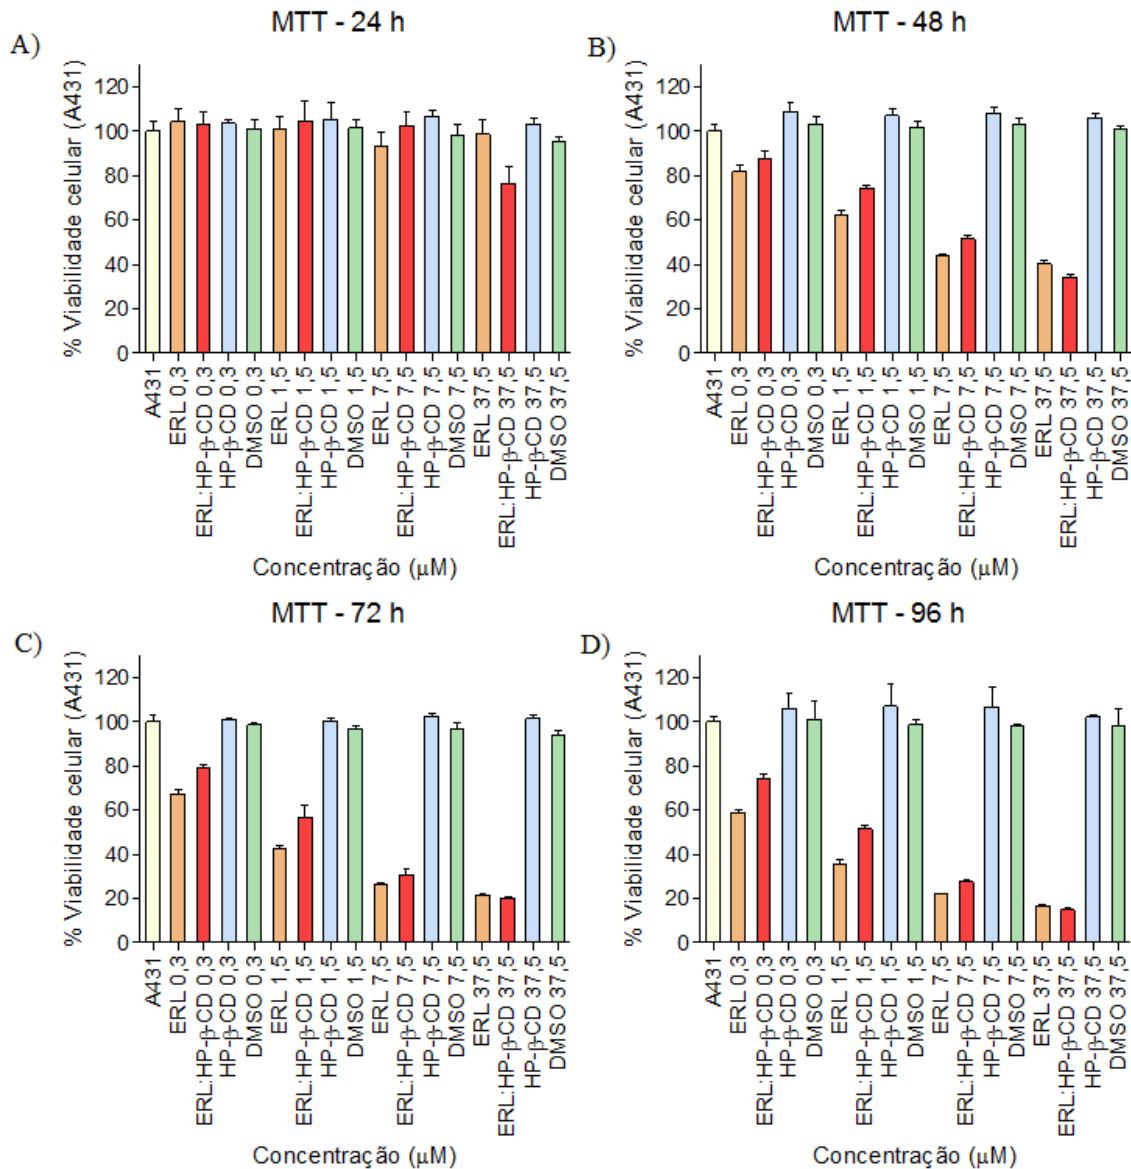 A)
MTT - 24 h
% Viabilidade celular (A431)
120
100
80
60
40
20
0
A431
ERL 0,3
ERL:HP-β-CD 0,3
HP-β-CD 0,3
DMSO 0,3
ERL 1,5
ERL:HP-β-CD 1,5
HP-β-CD 1,5
DMSO 1,5
ERL 7,5
ERL:HP-β-CD 7,5
HP-β-CD 7,5
DMSO 7,5
ERL 37,5
ERL:HP-β-CD 37,5
HP-β-CD 37,5
DMSO 37,5
Concentração (μM)
B)
MTT - 48 h
% Viabilidade celular (A431)
120
100
80
60
40
20
0
A431
ERL 0,3
ERL:HP-β-CD 0,3
HP-β-CD 0,3
DMSO 0,3
ERL 1,5
ERL:HP-β-CD 1,5
HP-β-CD 1,5
DMSO 1,5
ERL 7,5
ERL:HP-β-CD 7,5
HP-β-CD 7,5
DMSO 7,5
ERL 37,5
ERL:HP-β-CD 37,5
HP-β-CD 37,5
DMSO 37,5
Concentração (μM)
C)
MTT - 72 h
% Viabilidade celular (A431)
120
100
80
60
40
20
0
A431
ERL 0,3
ERL:HP-β-CD 0,3
HP-β-CD 0,3
DMSO 0,3
ERL 1,5
ERL:HP-β-CD 1,5
HP-β-CD 1,5
DMSO 1,5
ERL 7,5
ERL:HP-β-CD 7,5
HP-β-CD 7,5
DMSO 7,5
ERL 37,5
ERL:HP-β-CD 37,5
HP-β-CD 37,5
DMSO 37,5
Concentração (μM)
D)
MTT - 96 h
% Viabilidade celular (A431)
120
100
80
60
40
20
0
A431
ERL 0,3
ERL:HP-β-CD 0,3
HP-β-CD 0,3
DMSO 0,3
ERL 1,5
ERL:HP-β-CD 1,5
HP-β-CD 1,5
DMSO 1,5
ERL 7,5
ERL:HP-β-CD 7,5
HP-β-CD 7,5
DMSO 7,5
ERL 37,5
ERL:HP-β-CD 37,5
HP-β-CD 37,5
DMSO 37,5
Concentração (μM)